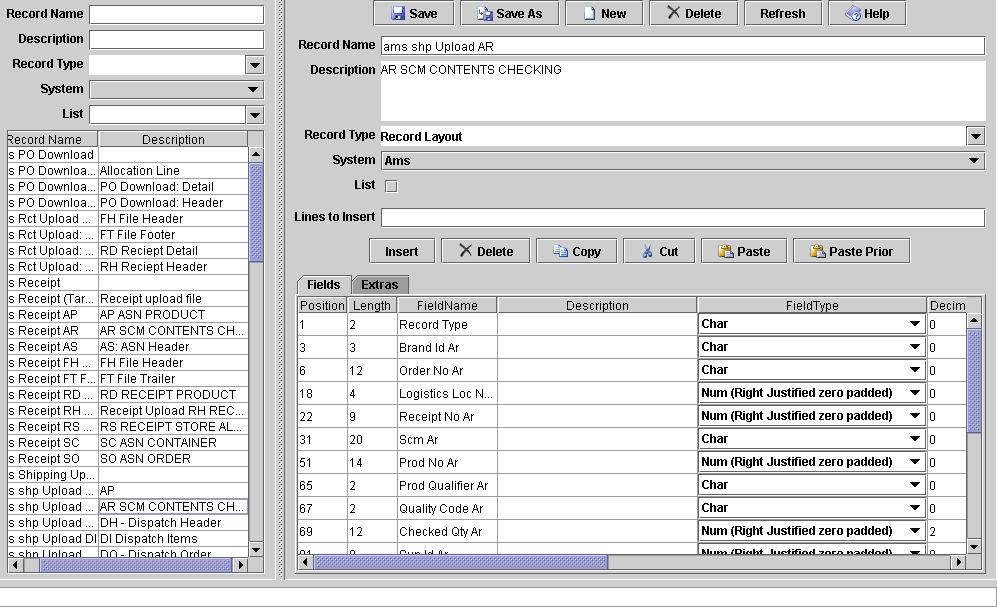 Record Name
Description
Record Type
System
List
Record Name Description
s PO Download
s PO Downloa... Allocation Line
s PO Downloa... PO Download: Detail
s PO Downloa... PO Download: Header
s Rct Upload ... FH File Header
s Rct Upload: ... FT File Footer
s Rct Upload: ... RD Reciept Detail
s Rct Upload: ... RH Reciept Header
s Receipt
s Receipt (Tar... Receipt upload file
s Receipt AP AP ASN PRODUCT
s Receipt AR AR SCM CONTENTS CH...
s Receipt AS AS: ASN Header
s Receipt FH ... FH File Header
s Receipt FT F... FT File Trailer
s Receipt RD ... RD RECEIPT PRODUCT
s Receipt RH ... Receipt Upload RH REC...
s Receipt RS ... RS RECEIPT STORE AL...
s Receipt SC SC ASN CONTAINER
s Receipt SO SO ASN ORDER
s Shipping Up...
s shp Upload ... AP
s shp Upload ... AR SCM CONTENTS CH...
s shp Upload ... DH - Dispatch Header
s shp Upload DI DI Dispatch Items
s shp Upload DO - Dispatch Order
Save Save As New Delete Refresh Help
Record Name ams shp Upload AR
Description AR SCM CONTENTS CHECKING
Record Type Record Layout
System Ams
List
Lines to Insert
Insert Delete Copy Cut Paste Paste Prior
Fields Extras
Position Length FieldName Description FieldType Decim
1 2 Record Type Char 0
3 3 Brand Id Ar Char 0
6 12 Order No Ar Char 0
18 4 Logistics Loc N... Num (Right Justified zero padded) 0
22 9 Receipt No Ar Num (Right Justified zero padded) 0
31 20 Scm Ar Char 0
51 14 Prod No Ar Num (Right Justified zero padded) 0
65 2 Prod Qualifier Ar Char 0
67 2 Quality Code Ar Char 0
69 12 Checked Qty Ar Num (Right Justified zero padded) 2
Num (Right Justified zero padded)